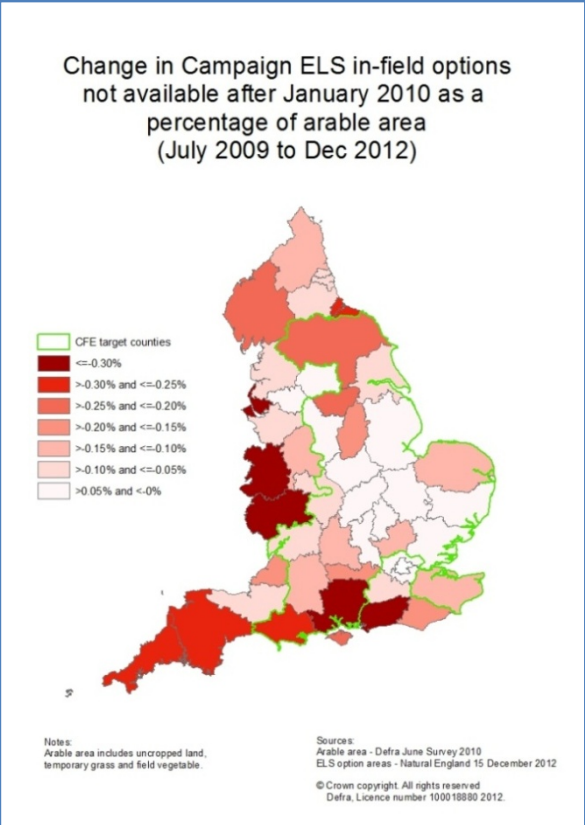 Change in Campaign ELS in-field options
not available after January 2010 as a
percentage of arable area
(July 2009 to Dec 2012)
CFE target counties
<=-0.30%
>-0.30% and <=-0.25%
>-0.25% and <=-0.20%
>-0.20% and <=-0.15%
>-0.15% and <=-0.10%
>-0.10% and <=-0.05%
>0.05% and <-0%
Notes:
Arable area includes uncropped land,
temporary grass and field vegetable.
Sources:
Arable area - Defra June Survey 2010
ELS option areas - Natural England 15 December 2012
© Crown copyright. All rights reserved
Defra, Licence number 100018880 2012.